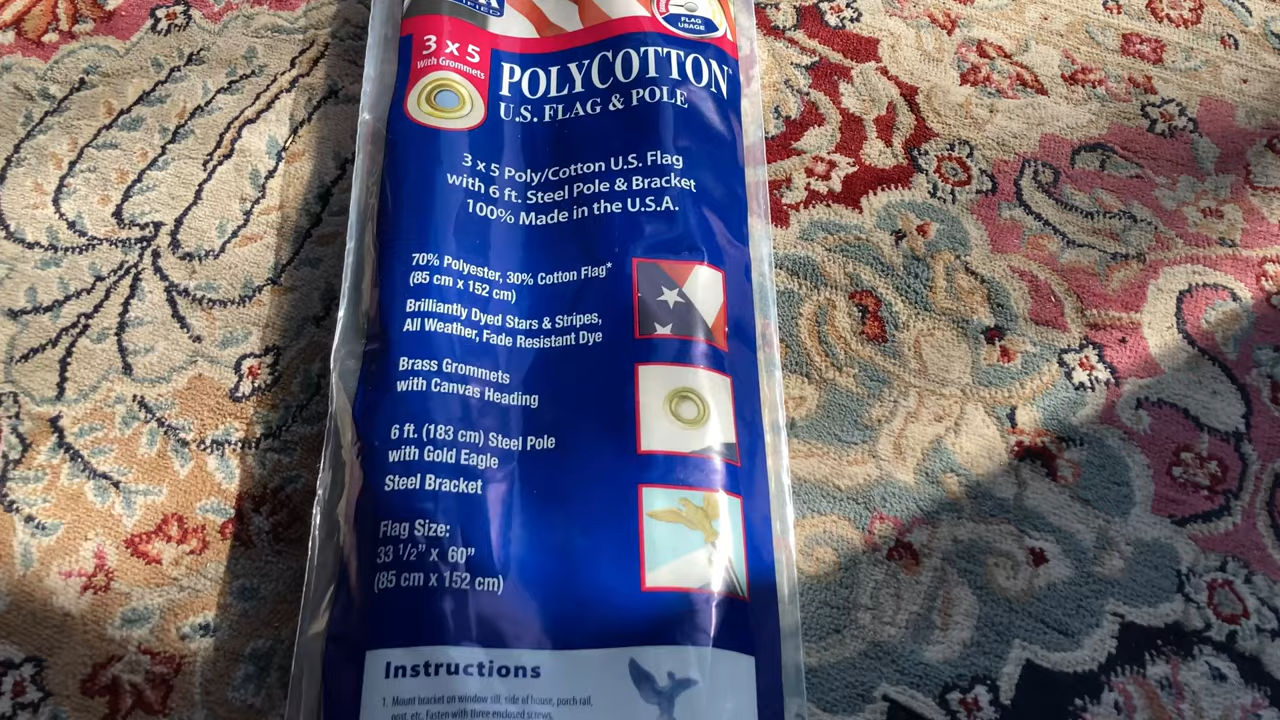 FLAG
USAGE
3 x 5
With Grommets
POLYCOTTON™
U.S. FLAG & POLE
3 x 5 Poly/Cotton U.S. Flag
with 6 ft. Steel Pole & Bracket
100% Made in the U.S.A.
70% Polyester, 30% Cotton Flag*
(85 cm x 152 cm)
Brilliantly Dyed Stars & Stripes,
All Weather, Fade Resistant Dye
Brass Grommets
with Canvas Heading
6 ft. (183 cm) Steel Pole
with Gold Eagle
Steel Bracket
Flag Size:
33 1/2” x 60”
(85 cm x 152 cm)
Instructions
1. Mount bracket on window sill, side of house, porch rail,
post, etc. Fasten with three enclosed screws.